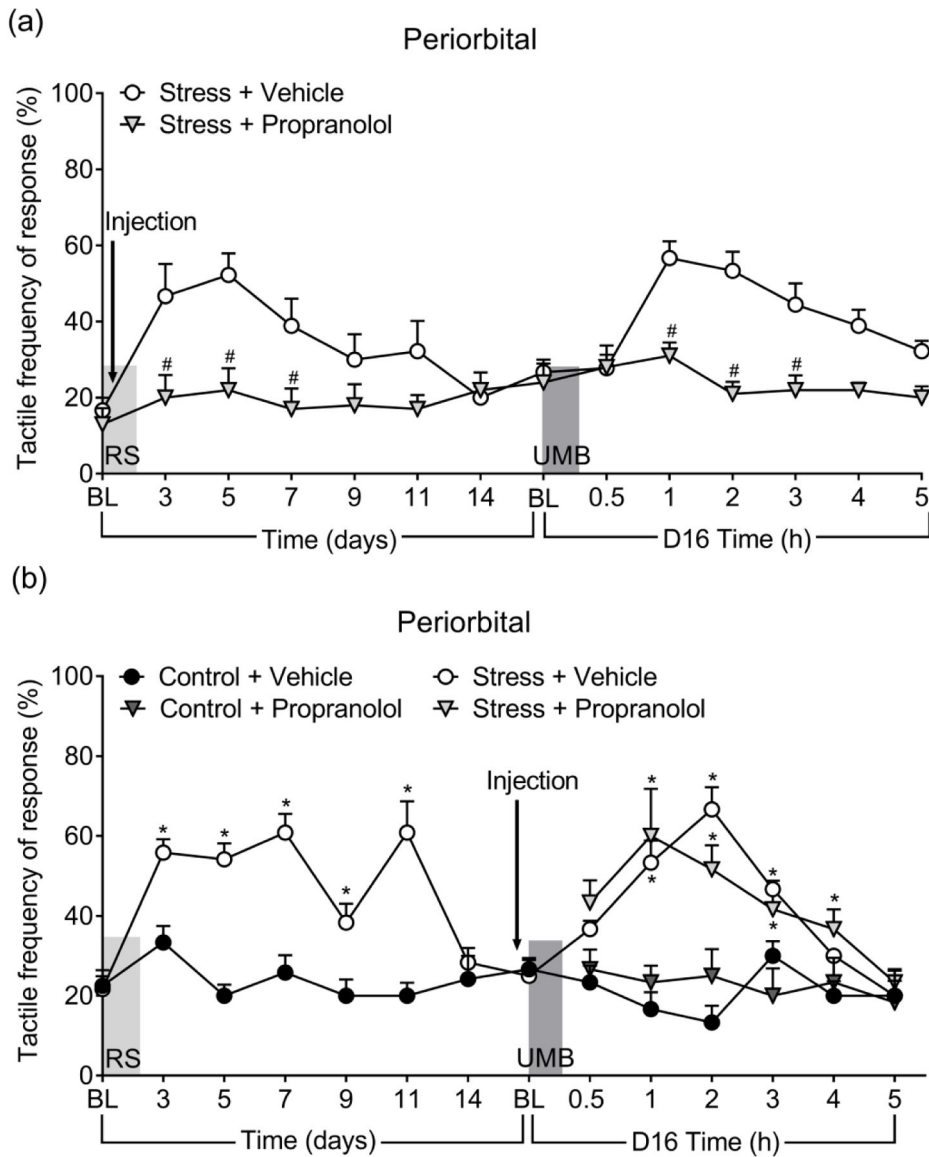 (a)
Periorbital
Tactile frequency of response (%)
100
80
60
40
20
0
Stress + Vehicle
Stress + Propranolol
Injection
# # # # # #
RS
UMB
BL 3 5 7 9 11 14 BL 0.5 1 2 3 4 5
Time (days) D16 Time (h)
(b)
Periorbital
Tactile frequency of response (%)
100
80
60
40
20
0
Control + Vehicle Stress + Vehicle
Control + Propranolol Stress + Propranolol
Injection
* * * * * * * * * * * *
RS
UMB
BL 3 5 7 9 11 14 BL 0.5 1 2 3 4 5
Time (days) D16 Time (h)